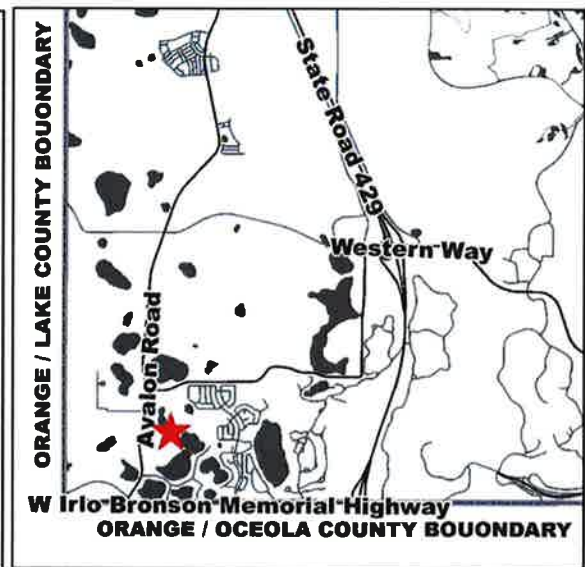 ORANGE / LAKE COUNTY BOUONDARY
State-Road-429
Western-Way
Avalon-Road
W Irlo-Bronson-Memorial-Highway
ORANGE / OCEOLA COUNTY BOUONDARY